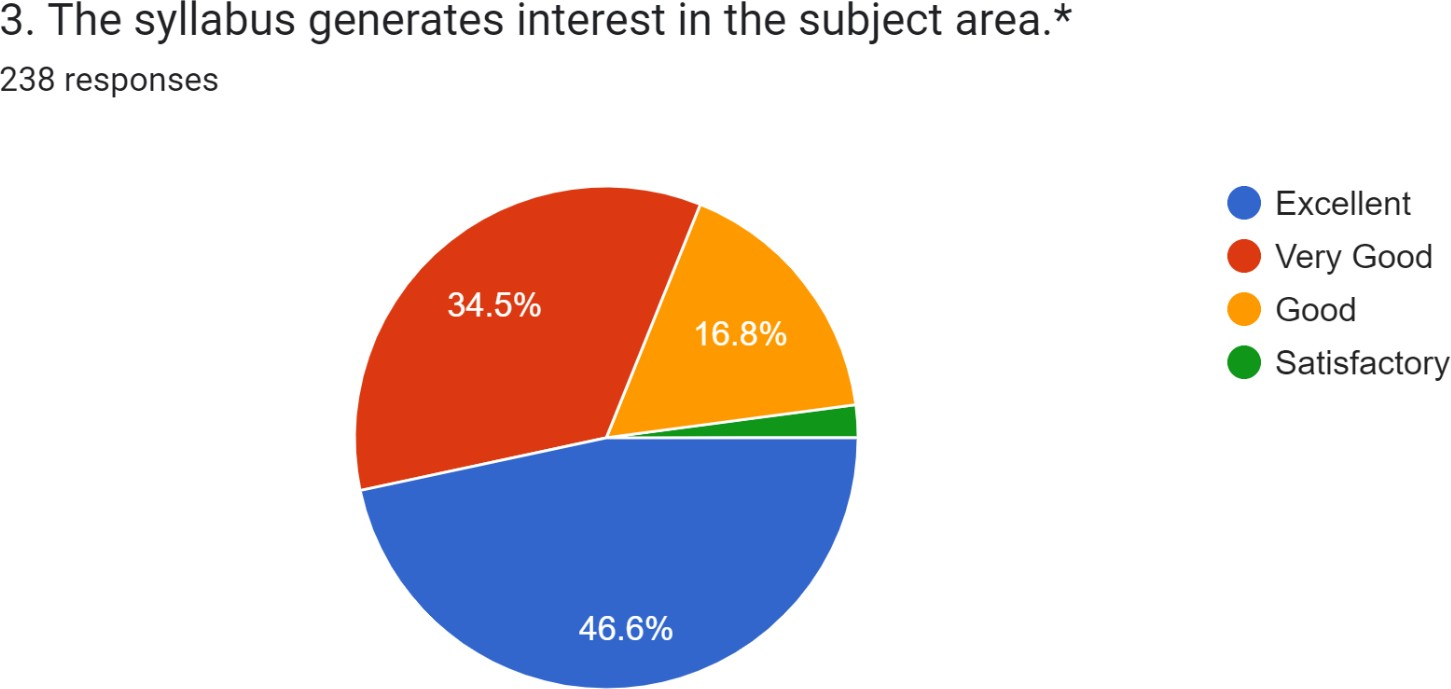 3. The syllabus generates interest in the subject area.*
238 responses
34.5%
16.8%
46.6%
Excellent
Very Good
Good
Satisfactory